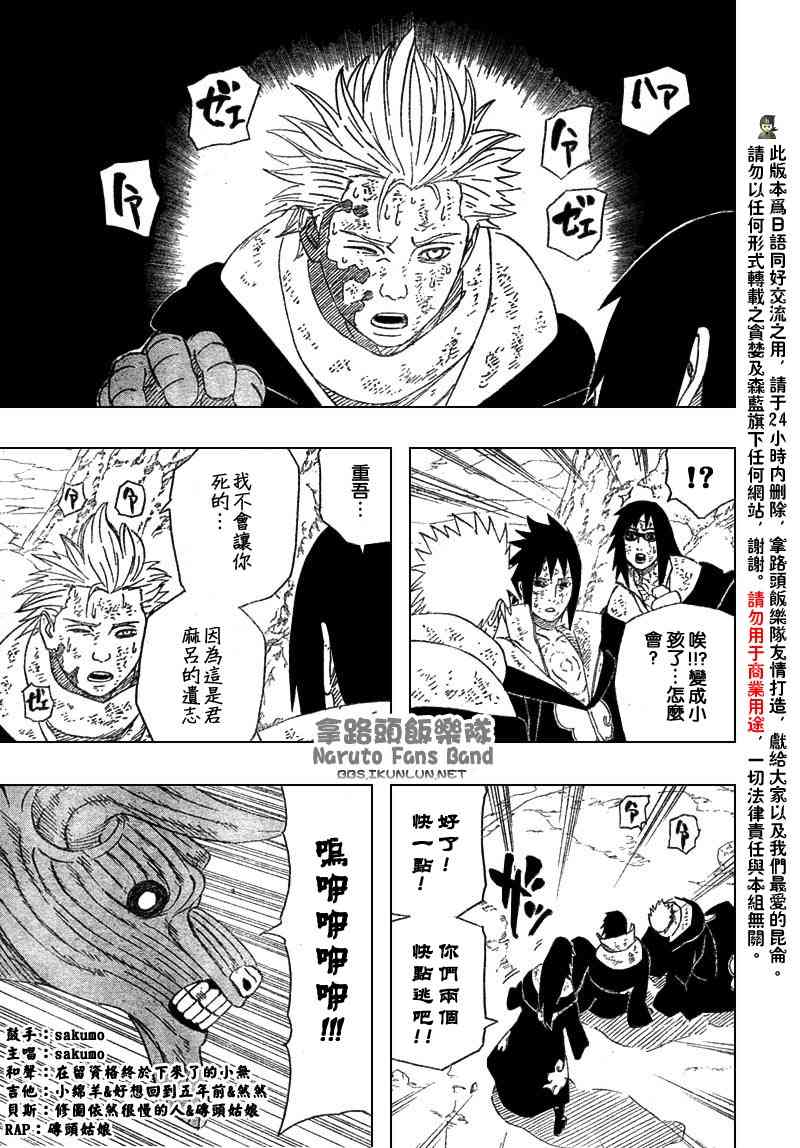 ゼェ
ハァ
ハァ
ゼェ
ハァ
!?
唉!?變成小
孩了…怎麼
會?
重吾…
我不會讓你
死的…
因為這是君
麻呂的遺志
ハァ
ハァ
ゼェ
拿路頭飯樂隊
Naruto Fans Band
BBS.IKUNLUN.NET
好了!
快一點!
你們兩個
快點逃吧!!
ハァ
ハァ
嗚咿咿咿咿!!!
鼓手:sakumo
主唱:sakumo
和聲:在留資格終於下來了的小無
吉他:小綿羊&好想回到五年前&然然
貝斯:修圖依然很慢的人&磚頭姑娘
RAP:磚頭姑娘
此版本爲日語同好交流之用,請于24小時内刪除,拿路頭飯樂隊友情打造,獻給大家以及我們最愛的昆侖。
請勿以任何形式轉載之貪婪及森藍旗下任何網站,謝謝。請勿用于商業用途,一切法律責任與本組無關。